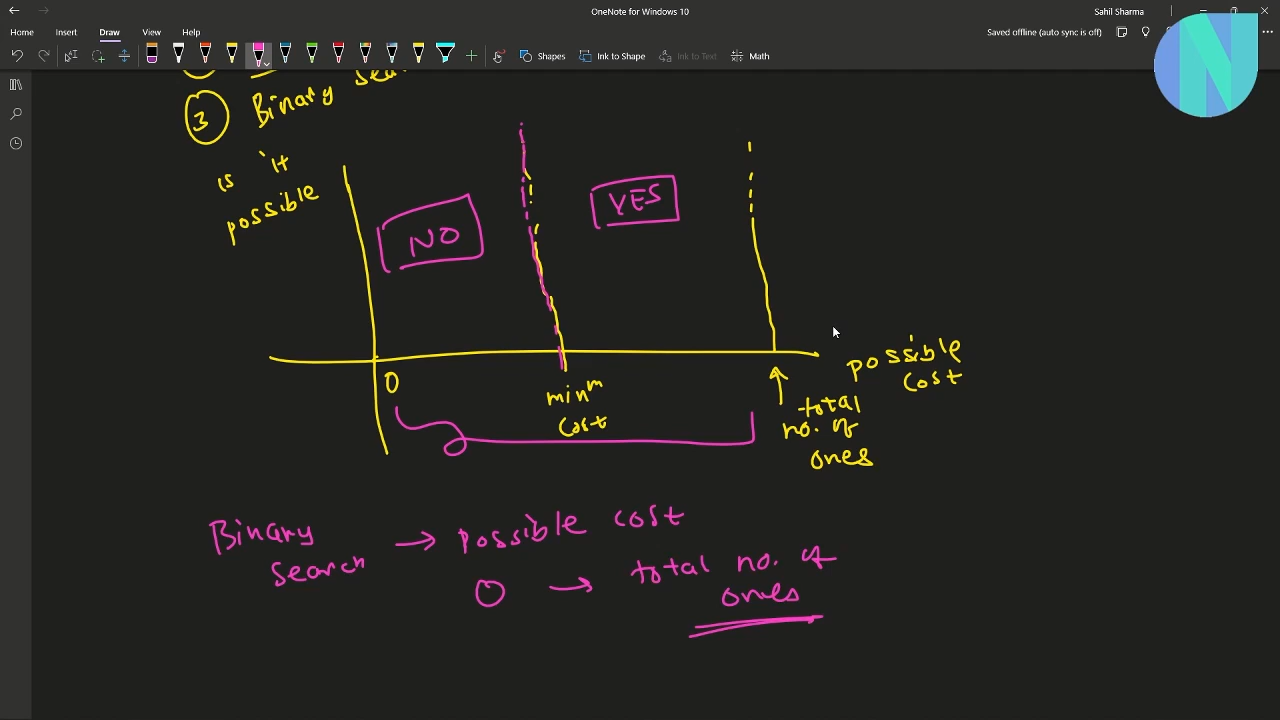 OneNote for Windows 10
Sahil Sharma
Home Insert Draw View Help
Saved offline (auto sync is off)
Shapes Ink to Shape Ink to Text Math
3 Binary sear
is it
possible
NO
YES
0
minm
cost
possible
cost
total
no. of
ones
Binary
search → possible cost
0 → total no. of
ones